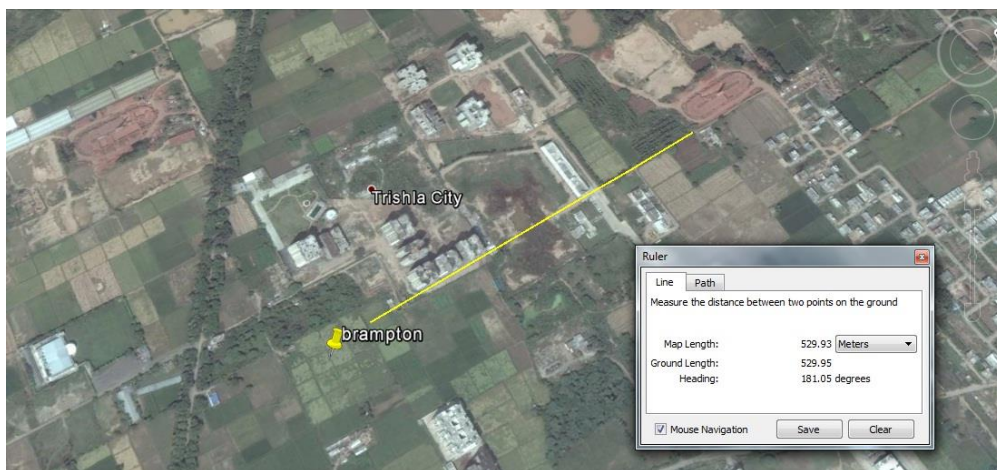 Trishla City
brampton
Ruler
Line Path
Measure the distance between two points on the ground
Map Length: 529.93 Meters
Ground Length: 529.95
Heading: 181.05 degrees
Mouse Navigation Save Clear